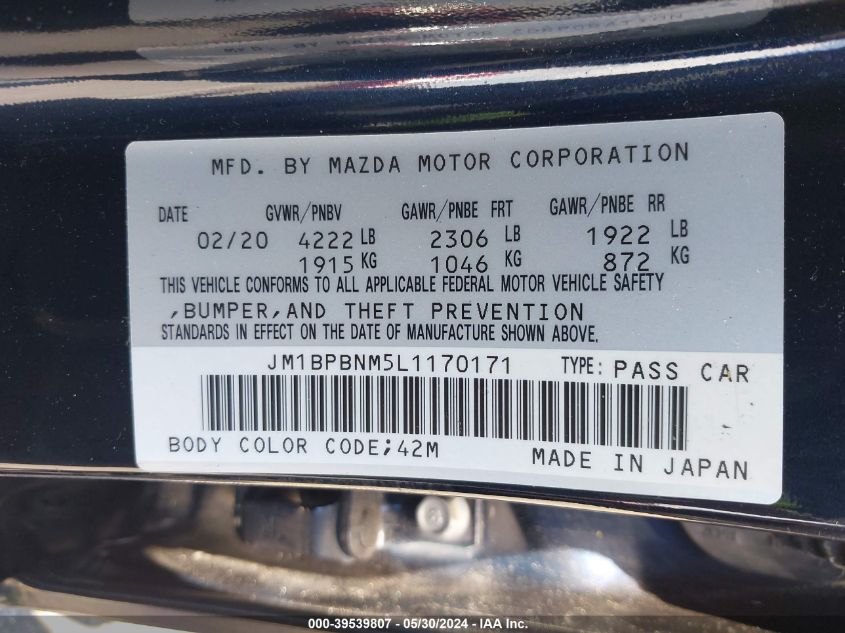 MFD. BY MAZDA MOTOR CORPORATION
DATE GVWR/PNBV GAWR/PNBE FRT GAWR/PNBE RR
02/20 4222 LB 2306 LB 1922 LB
1915 KG 1046 KG 872 KG
THIS VEHICLE CONFORMS TO ALL APPLICABLE FEDERAL MOTOR VEHICLE SAFETY
,BUMPER,AND THEFT PREVENTION
STANDARDS IN EFFECT ON THE DATE OF MANUFACTURE SHOWN ABOVE.
JM1BPBNM5L1170171 TYPE: PASS CAR
BODY COLOR CODE;42M
MADE IN JAPAN
--- 39539807 - 05/30/2024 - IAA Inc. ---